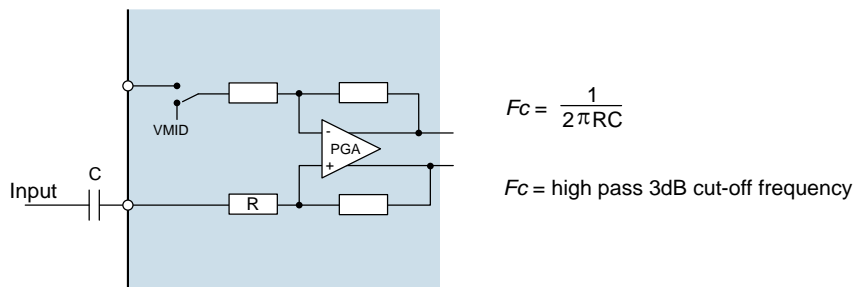 VMID
-
PGA
+
C
Input
R
Fc = 1 / 2πRC
Fc = high pass 3dB cut-off frequency